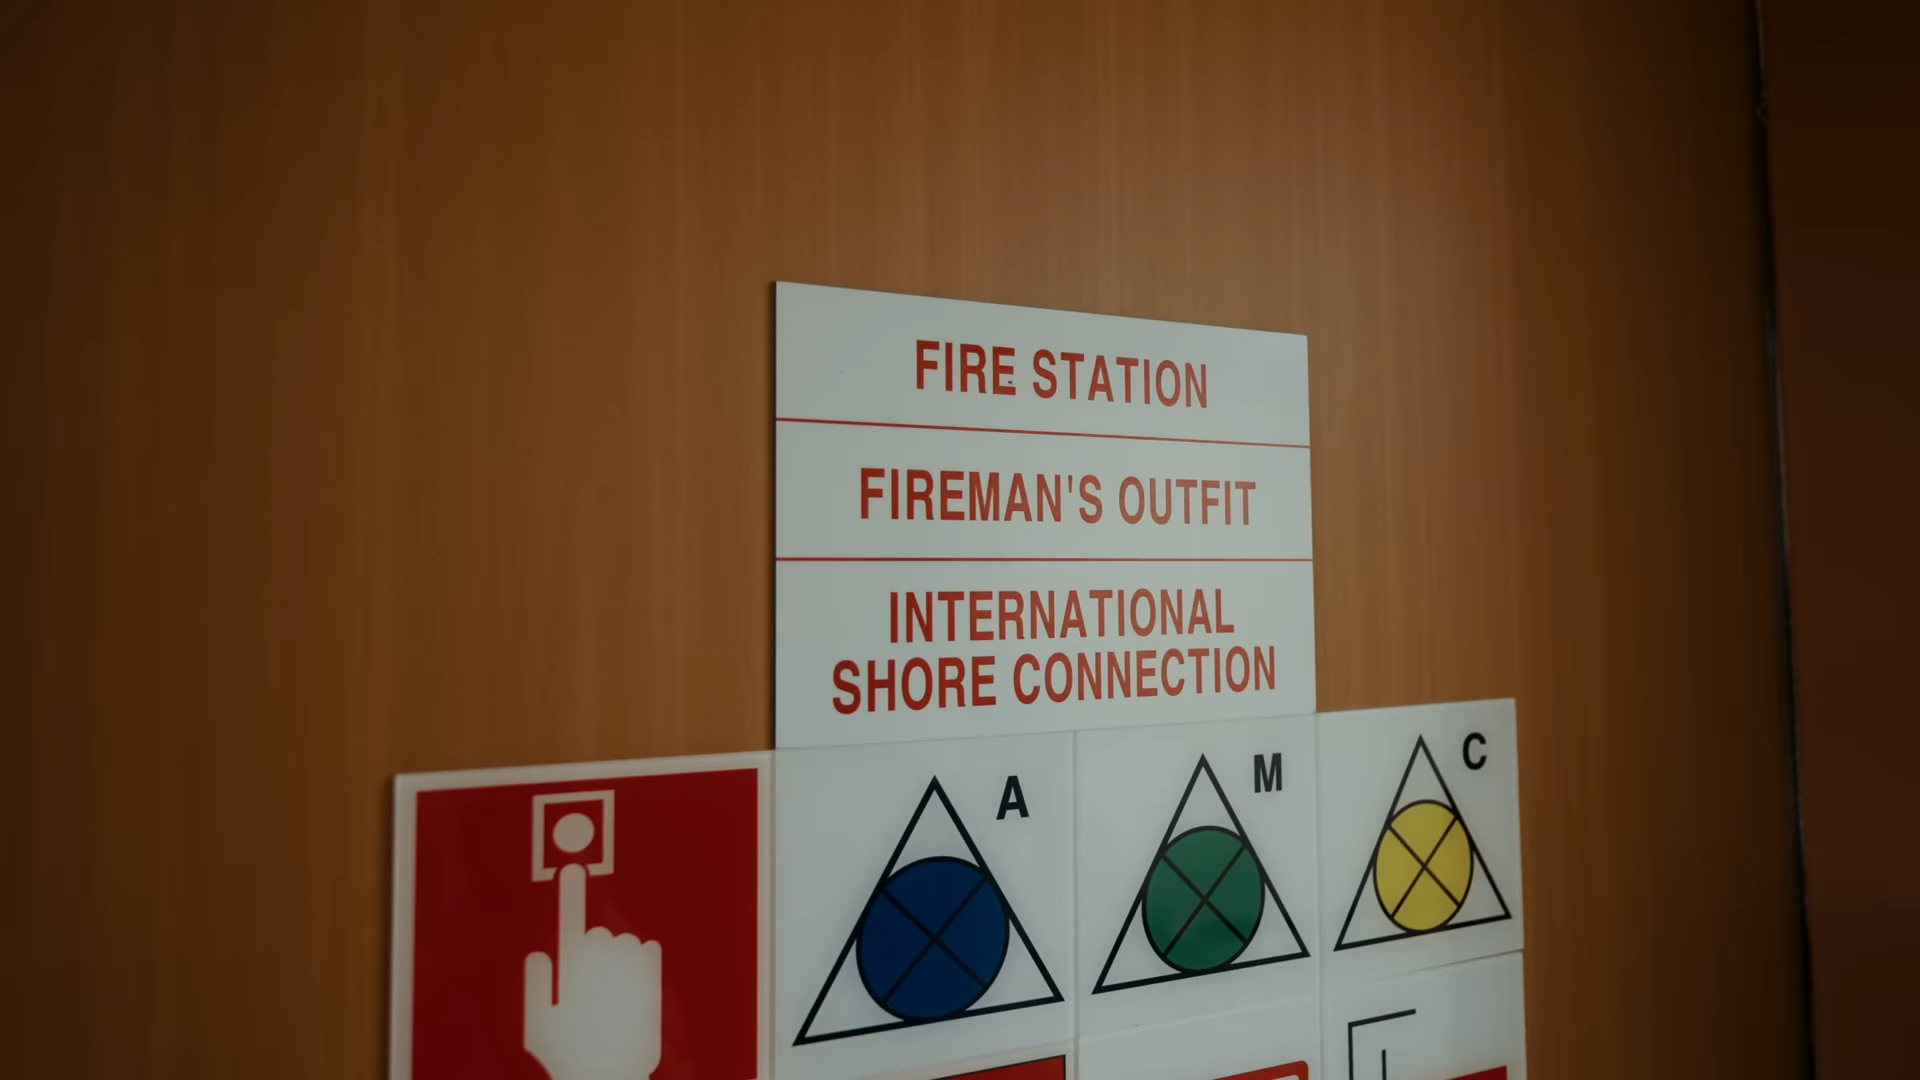 FIRE STATION
FIREMAN'S OUTFIT
INTERNATIONAL
SHORE CONNECTION
A
M
C